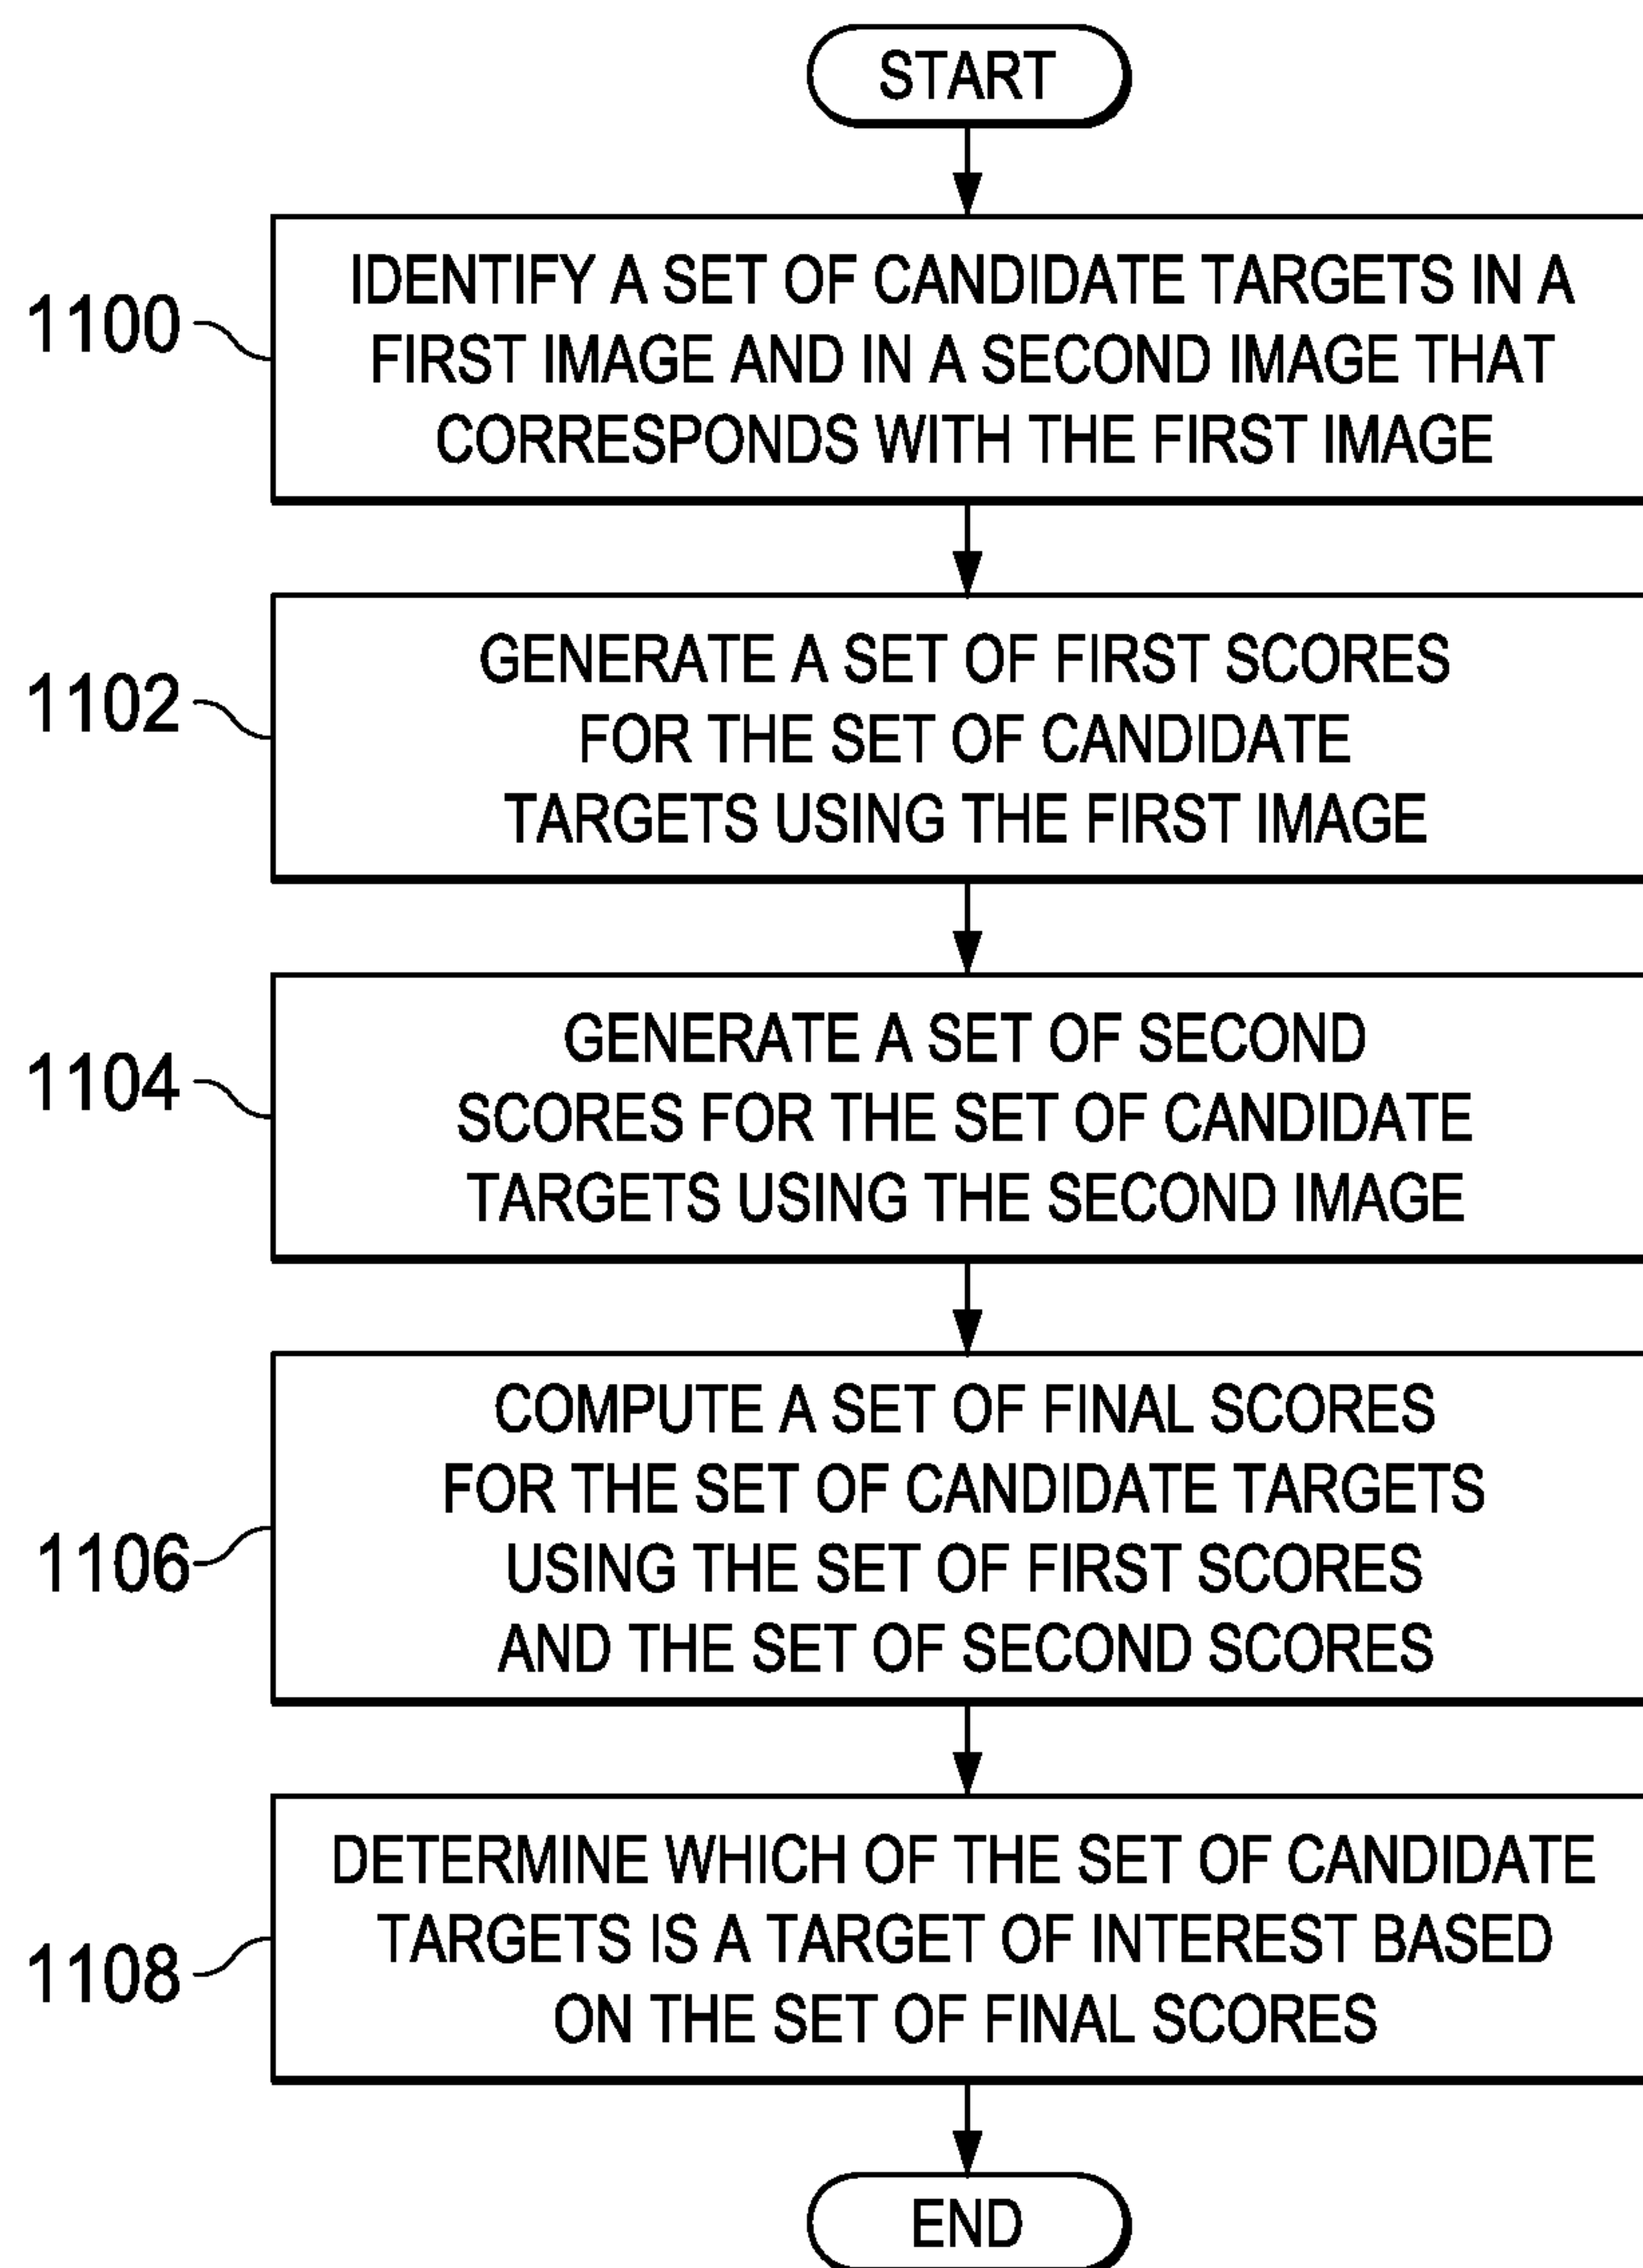 START
1100
IDENTIFY A SET OF CANDIDATE TARGETS IN A
FIRST IMAGE AND IN A SECOND IMAGE THAT
CORRESPONDS WITH THE FIRST IMAGE
1102
GENERATE A SET OF FIRST SCORES
FOR THE SET OF CANDIDATE
TARGETS USING THE FIRST IMAGE
1104
GENERATE A SET OF SECOND
SCORES FOR THE SET OF CANDIDATE
TARGETS USING THE SECOND IMAGE
1106
COMPUTE A SET OF FINAL SCORES
FOR THE SET OF CANDIDATE TARGETS
USING THE SET OF FIRST SCORES
AND THE SET OF SECOND SCORES
1108
DETERMINE WHICH OF THE SET OF CANDIDATE
TARGETS IS A TARGET OF INTEREST BASED
ON THE SET OF FINAL SCORES
END